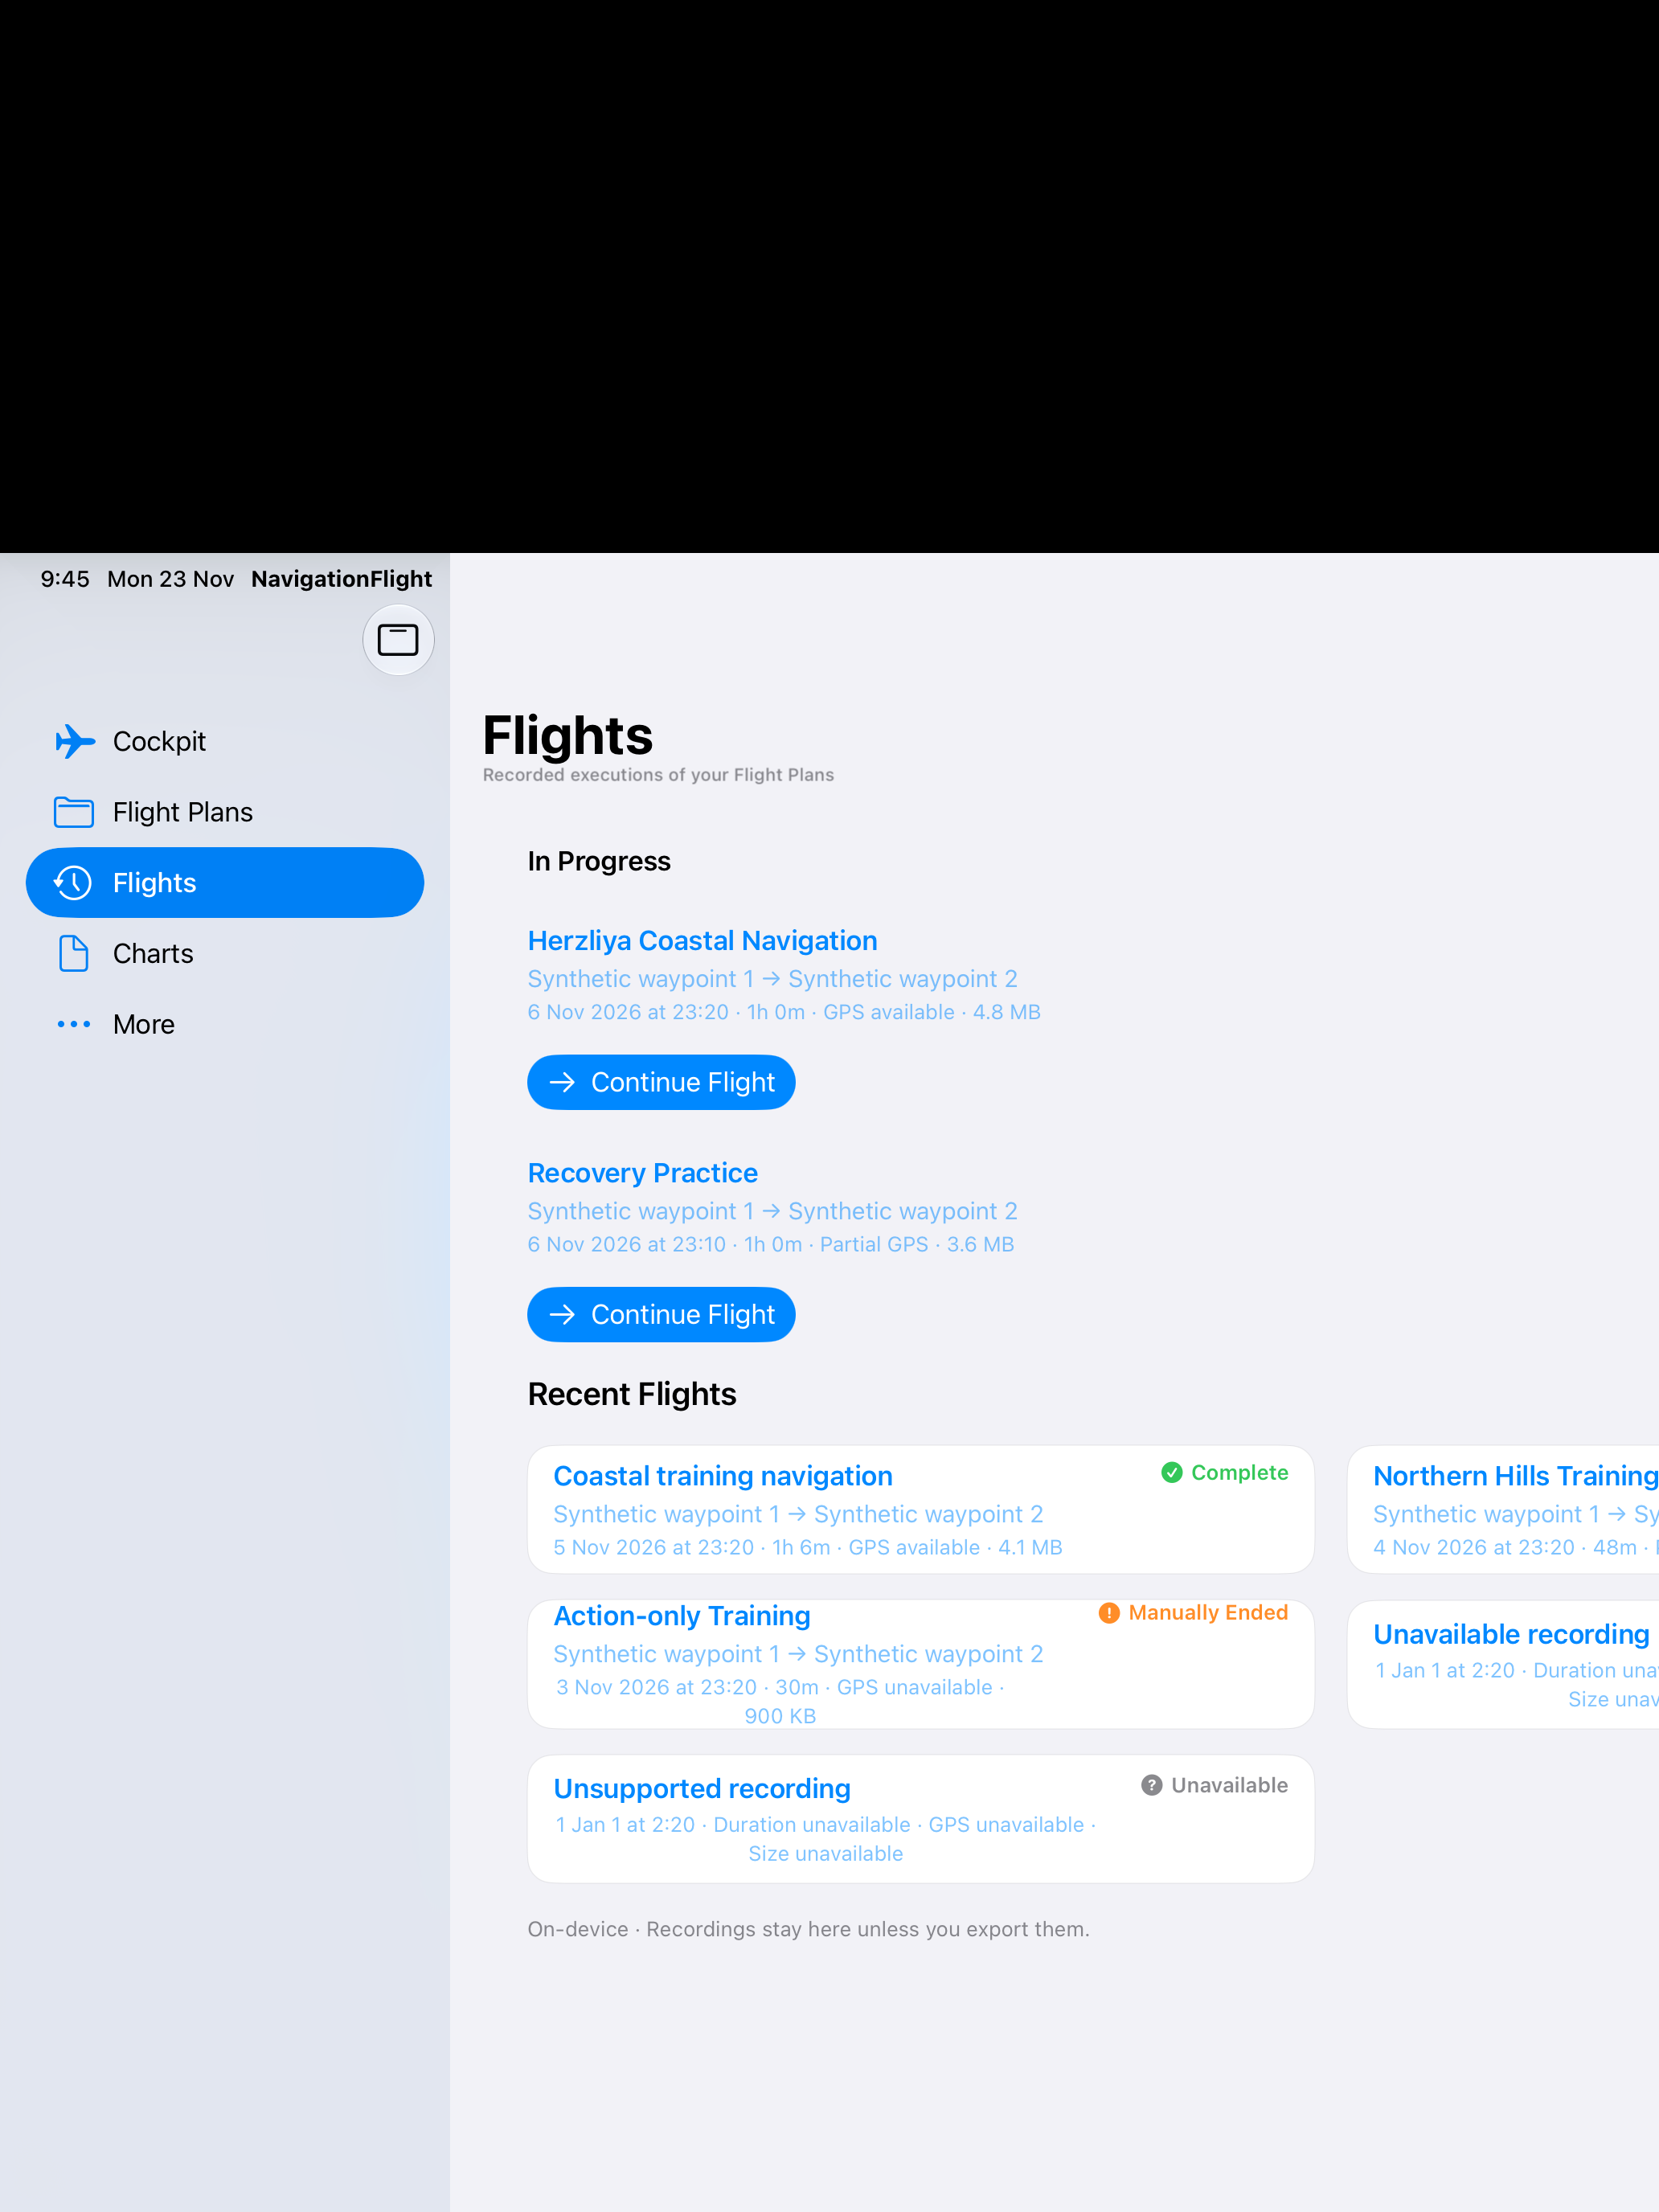 9:45 Mon 23 Nov NavigationFlight
Cockpit
Flight Plans
Flights
Charts
More
Flights
Recorded executions of your Flight Plans
In Progress
Herzliya Coastal Navigation
Synthetic waypoint 1 → Synthetic waypoint 2
6 Nov 2026 at 23:20 · 1h 0m · GPS available · 4.8 MB
→ Continue Flight
Recovery Practice
Synthetic waypoint 1 → Synthetic waypoint 2
6 Nov 2026 at 23:10 · 1h 0m · Partial GPS · 3.6 MB
→ Continue Flight
Recent Flights
Coastal training navigation
Complete
Synthetic waypoint 1 → Synthetic waypoint 2
5 Nov 2026 at 23:20 · 1h 6m · GPS available · 4.1 MB
Northern Hills Training
Synthetic waypoint 1 → Sy
4 Nov 2026 at 23:20 · 48m ·
Action-only Training
Manually Ended
Synthetic waypoint 1 → Synthetic waypoint 2
3 Nov 2026 at 23:20 · 30m · GPS unavailable ·
900 KB
Unavailable recording
1 Jan 1 at 2:20 · Duration una
Size unav
Unsupported recording
Unavailable
1 Jan 1 at 2:20 · Duration unavailable · GPS unavailable ·
Size unavailable
On-device · Recordings stay here unless you export them.